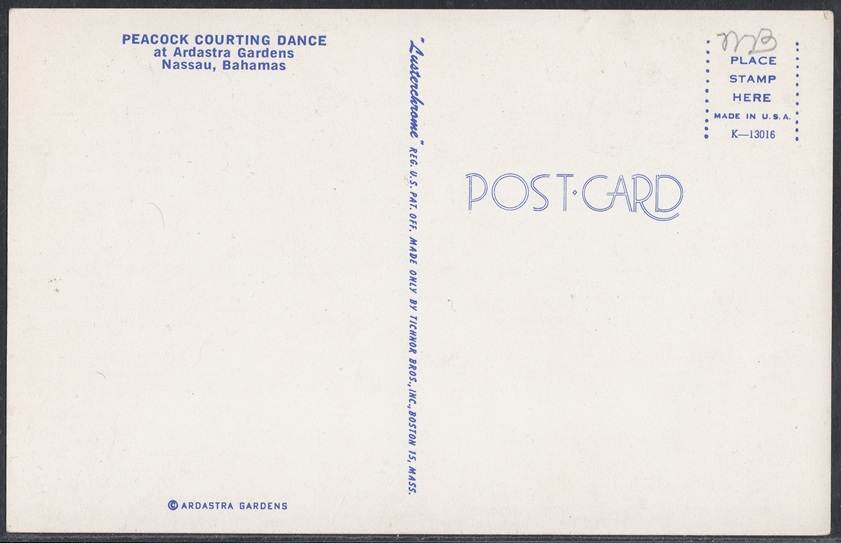 PEACOCK COURTING DANCE
at Ardastra Gardens
Nassau, Bahamas
© ARDASTRA GARDENS
"Lusterchrome" REG. U.S. PAT. OFF. MADE ONLY BY TICHNOR BROS., INC., BOSTON 15, MASS.
POST·CARD
PLACE
STAMP
HERE
MADE IN U.S.A.
K—13016